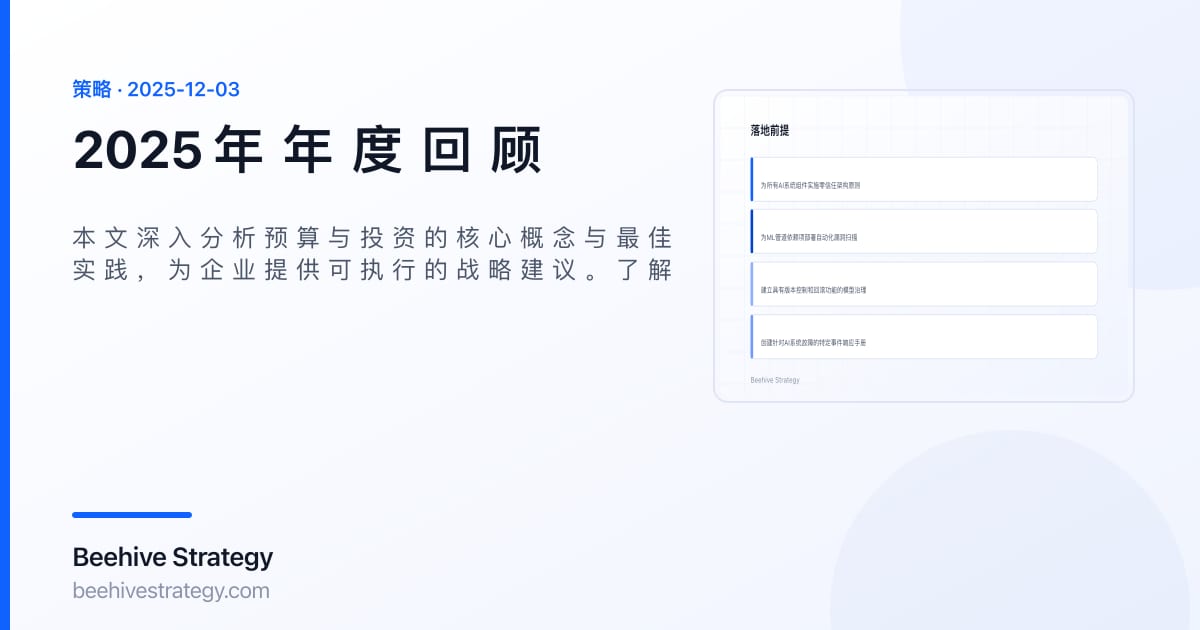 策略 · 2025-12-03
2025年年度回顾
本文深入分析预算与投资的核心概念与最佳
实践，为企业提供可执行的战略建议。了解
落地前提
为所有AI系统组件实施零信任架构原则
为ML管道依赖项部署自动化漏洞扫描
建立具有版本控制和回滚功能的模型治理
创建针对AI系统故障的特定事件响应手册
Beehive Strategy
Beehive Strategy
beehivestrategy.com